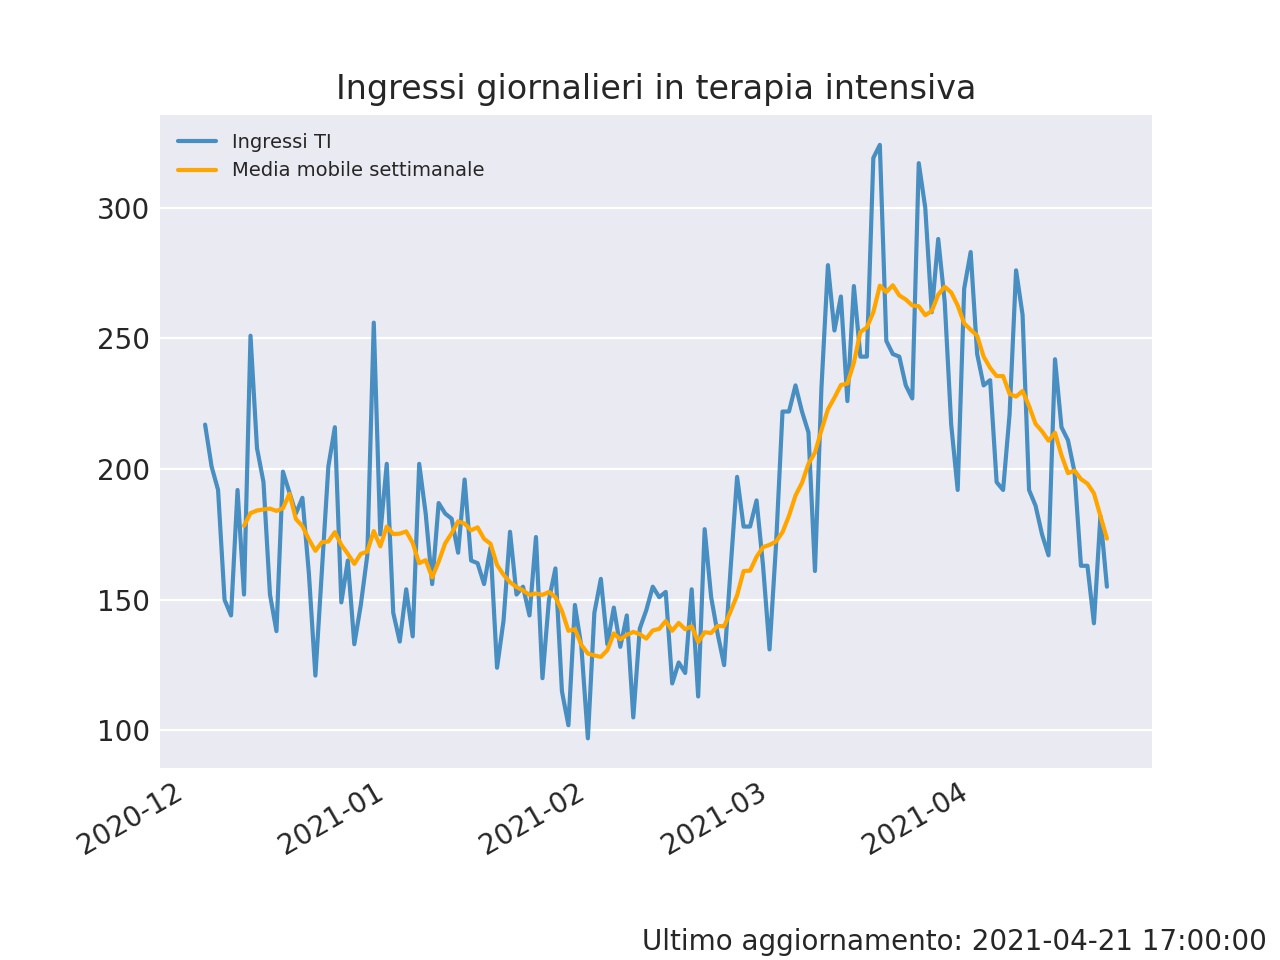 Ingressi giornalieri in terapia intensiva
Ingressi TI
Media mobile settimanale
300
250
200
150
100
2020-12
2021-01
2021-02
2021-03
2021-04
Ultimo aggiornamento: 2021-04-21 17:00:00